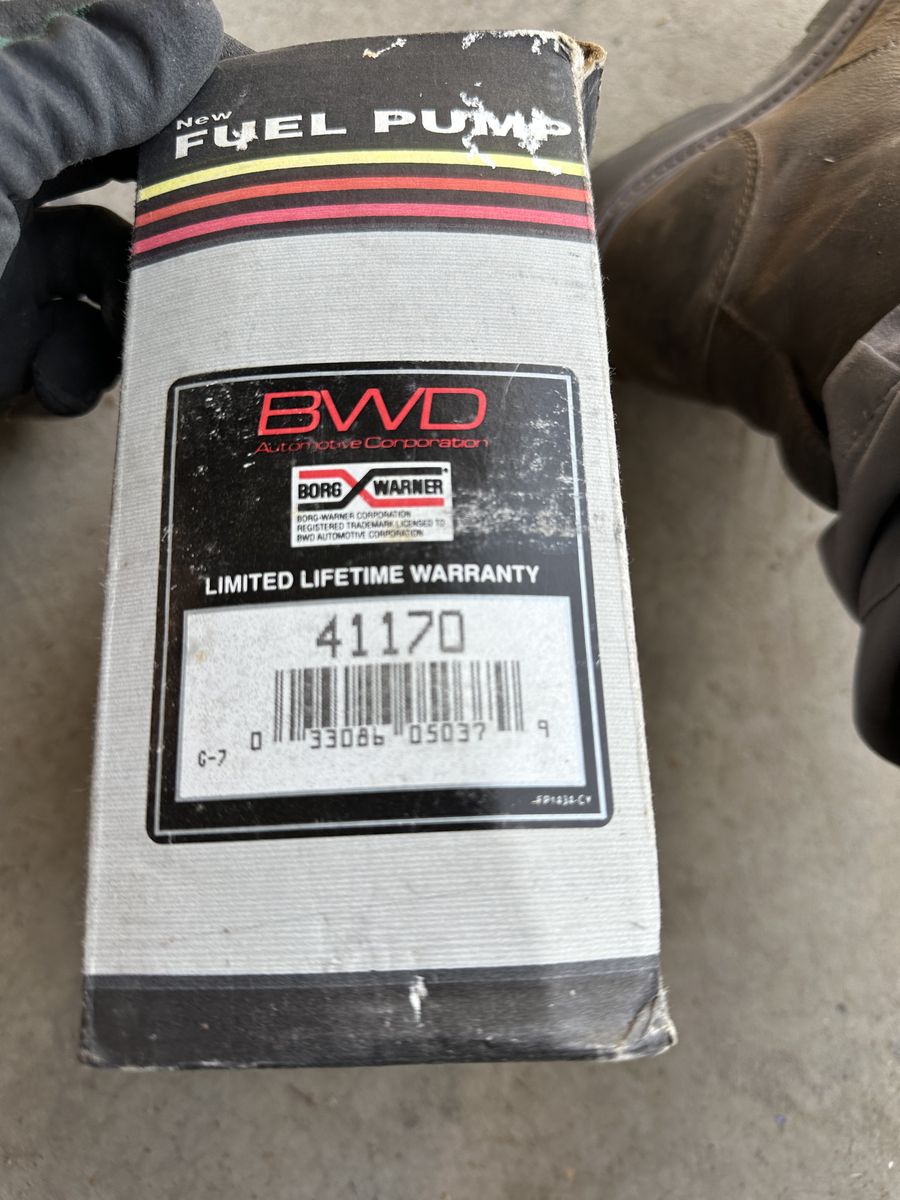 New
FUEL PUMP
BWD
Automotive Corporation
BORG WARNER
BORG-WARNER CORPORATION
REGISTERED TRADEMARK LICENSED TO
BWD AUTOMOTIVE CORPORATION
LIMITED LIFETIME WARRANTY
41170
0 33086 05037 9
G-7